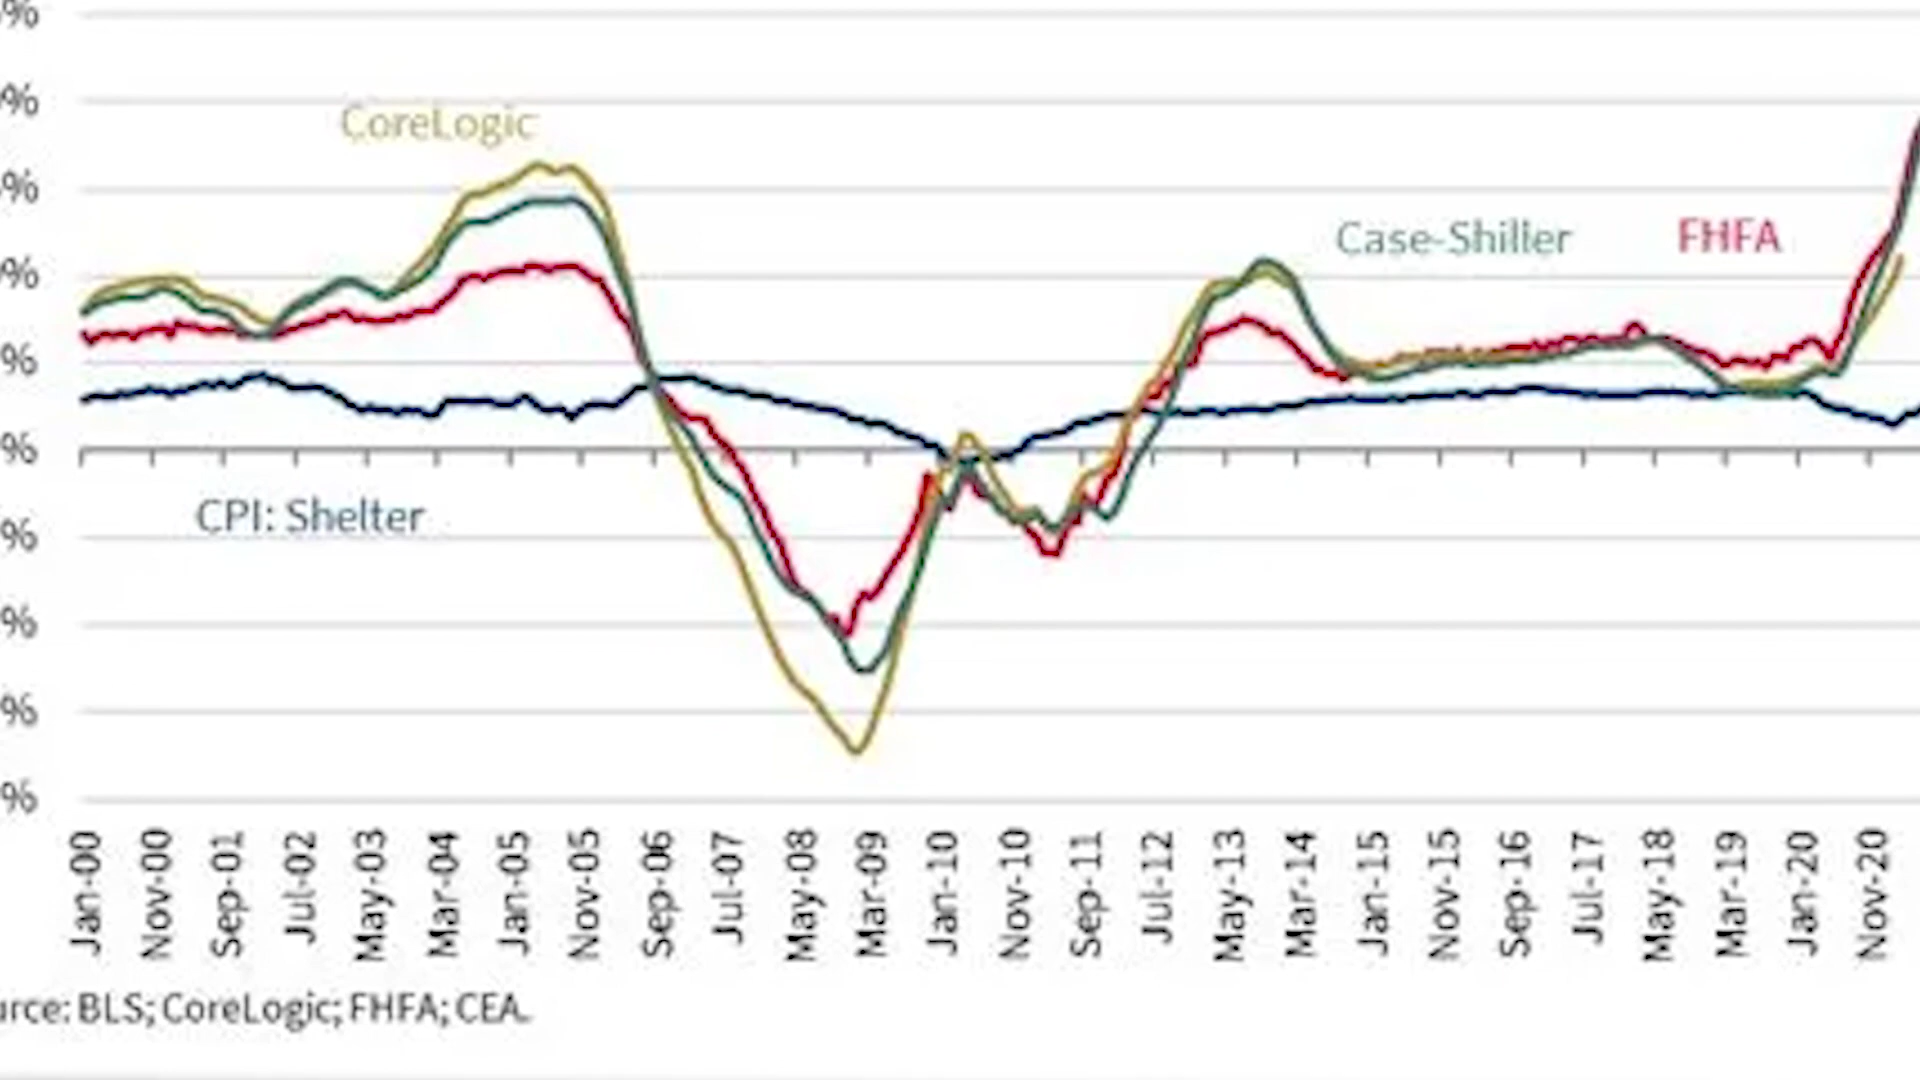 %
%
CoreLogic
%
Case-Shiller FHFA
%
%
%
CPI: Shelter
%
%
%
%
Jan-00 Nov-00 Sep-01 Jul-02 May-03 Mar-04 Jan-05 Nov-05 Sep-06 Jul-07 May-08 Mar-09 Jan-10 Nov-10 Sep-11 Jul-12 May-13 Mar-14 Jan-15 Nov-15 Sep-16 Jul-17 May-18 Mar-19 Jan-20 Nov-20
urce: BLS; CoreLogic; FHFA; CEA.